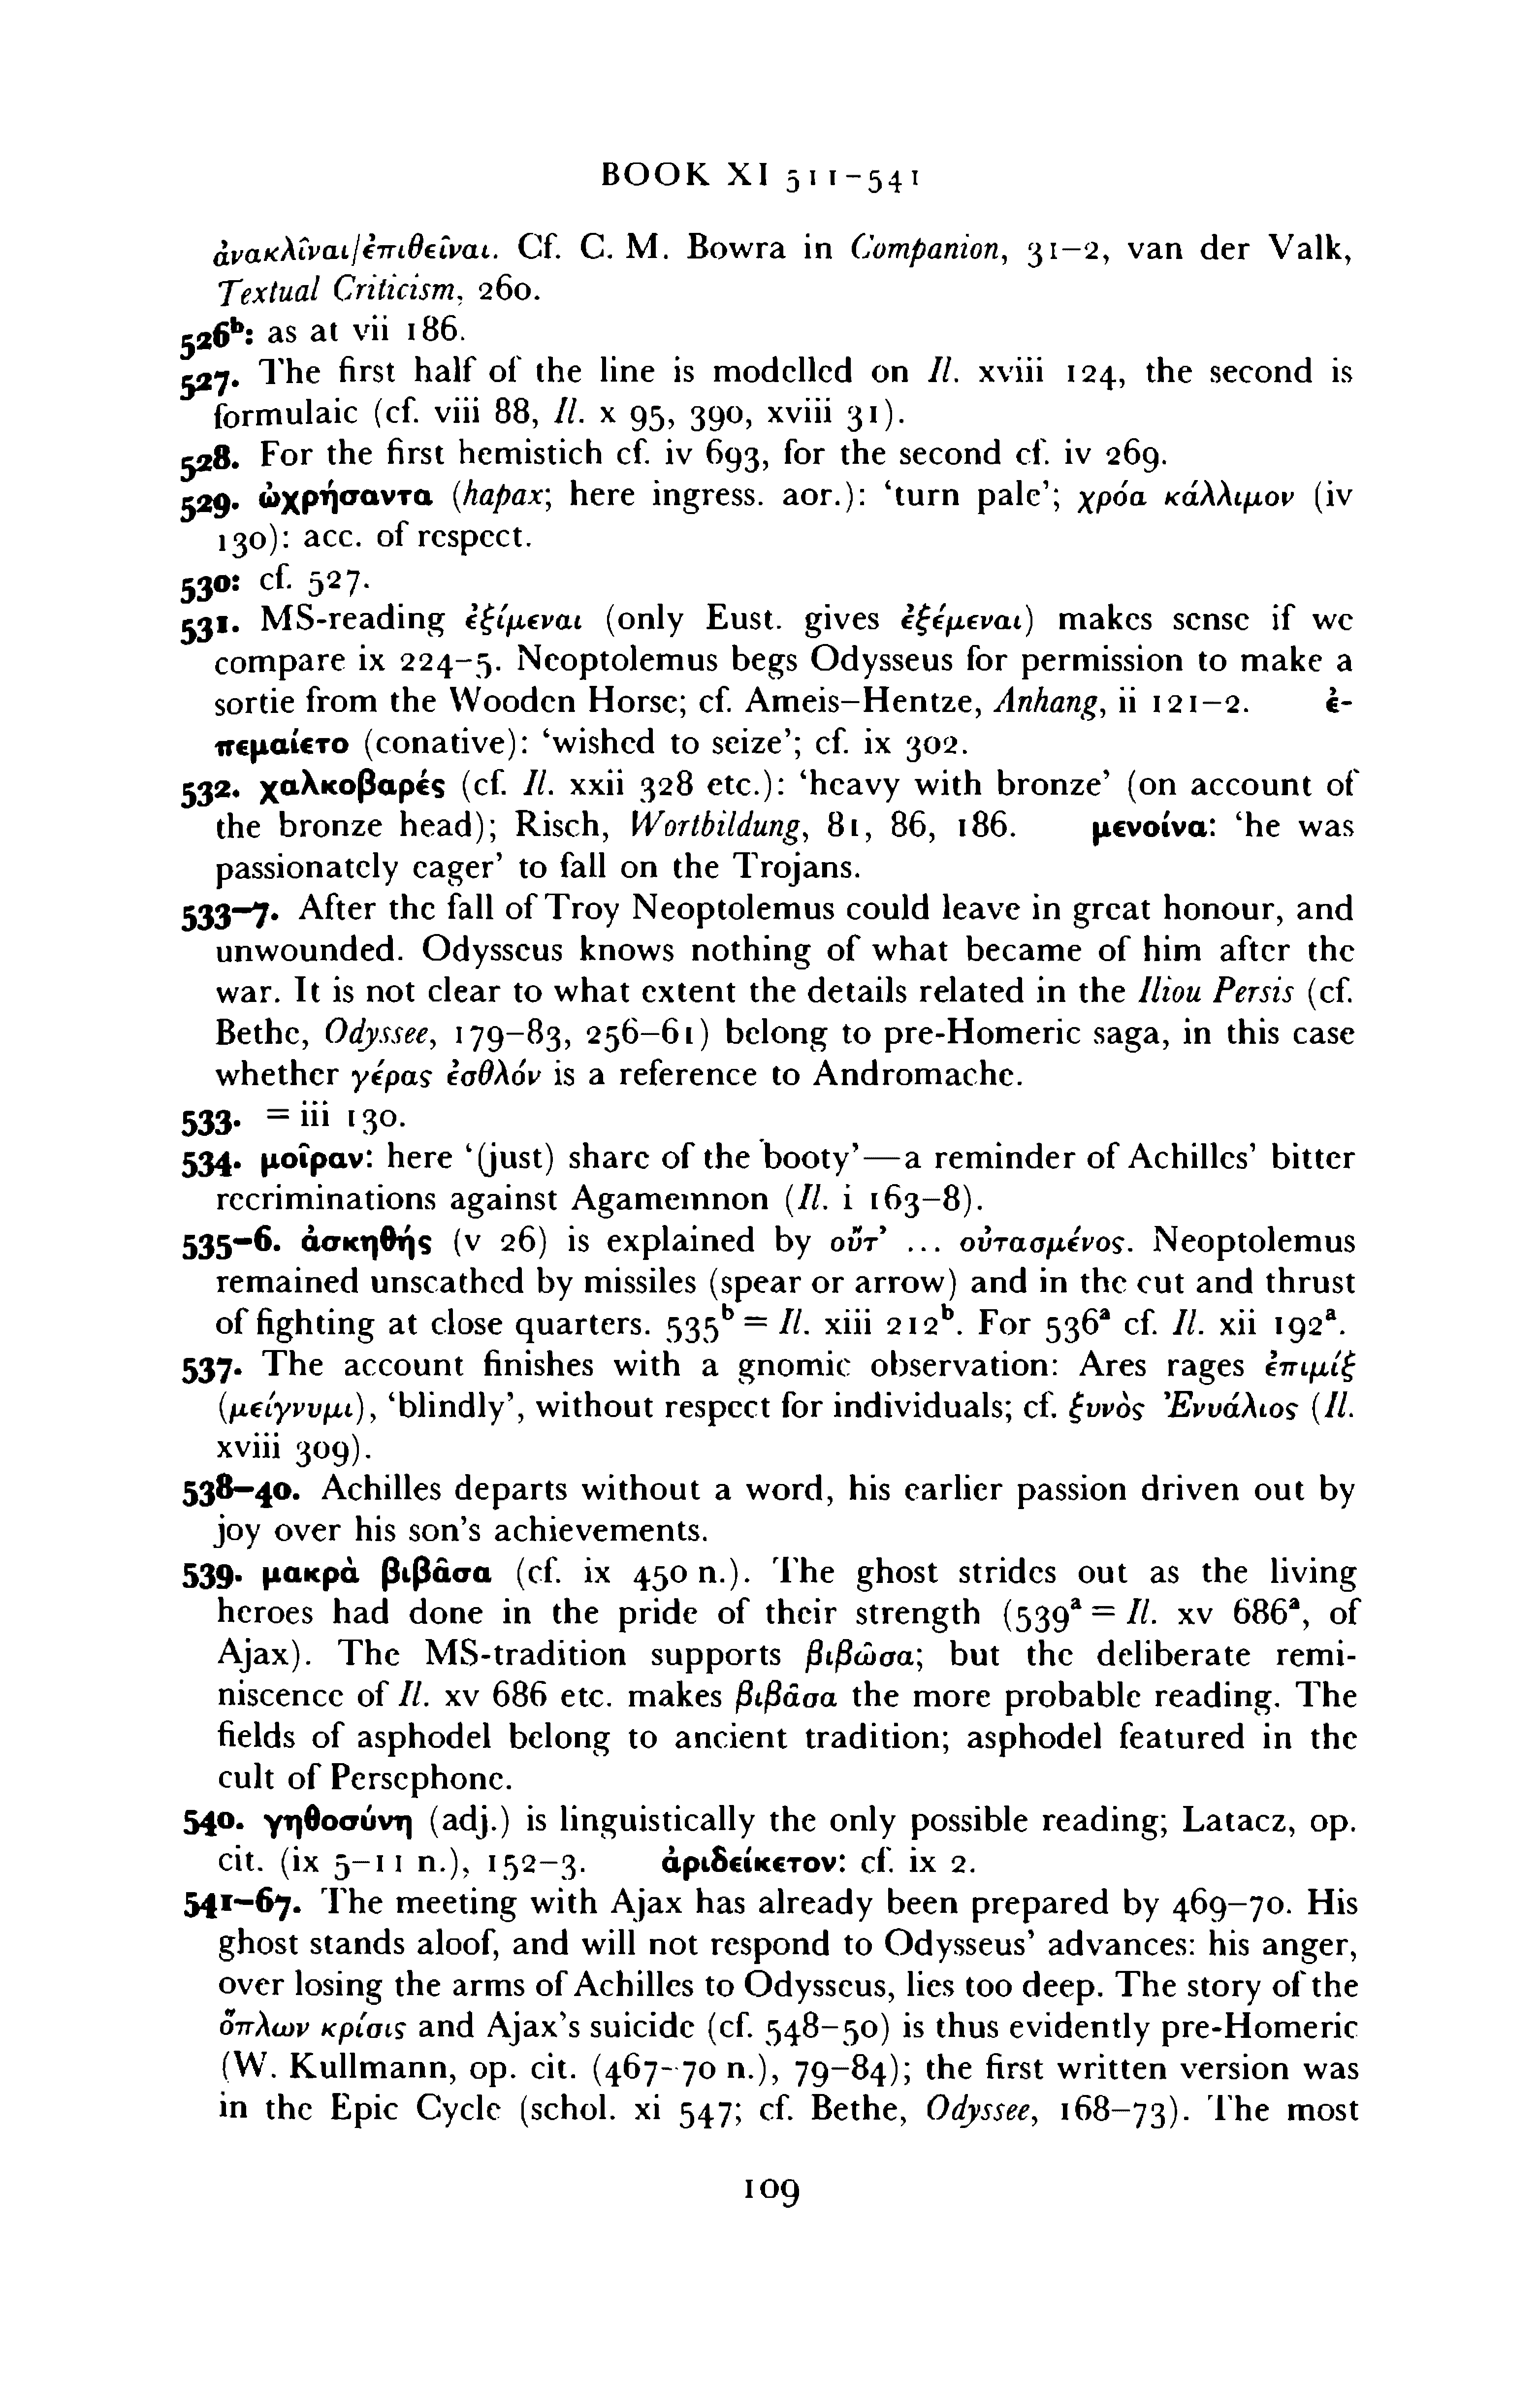 BOOK XI 511–541
ἀνακλῖναι/ἐπιθεῖναι. Cf. C. M. Bowra in Companion, 31–2, van der Valk,
Textual Criticism, 260.
526ᵇ: as at vii 186.
527. The first half of the line is modelled on Il. xviii 124, the second is
formulaic (cf. viii 88, Il. x 95, 390, xviii 31).
528. For the first hemistich cf. iv 693, for the second cf. iv 269.
529. ὠχρήσαντα (hapax; here ingress. aor.): ‘turn pale’; χρόα κάλλιμον (iv
130): acc. of respect.
530: cf. 527.
531. MS-reading ἐξίμεναι (only Eust. gives ἐξέμεναι) makes sense if we
compare ix 224–5. Neoptolemus begs Odysseus for permission to make a
sortie from the Wooden Horse; cf. Ameis–Hentze, Anhang, ii 121–2. ἐ-
πεμαίετο (conative): ‘wished to seize’; cf. ix 302.
532. χαλκοβαρές (cf. Il. xxii 328 etc.): ‘heavy with bronze’ (on account of
the bronze head); Risch, Wortbildung, 81, 86, 186. μενοίνα: ‘he was
passionately eager’ to fall on the Trojans.
533–7. After the fall of Troy Neoptolemus could leave in great honour, and
unwounded. Odysseus knows nothing of what became of him after the
war. It is not clear to what extent the details related in the Iliou Persis (cf.
Bethe, Odyssee, 179–83, 256–61) belong to pre-Homeric saga, in this case
whether γέρας ἐσθλόν is a reference to Andromache.
533. = iii 130.
534. μοῖραν: here ‘(just) share of the booty’—a reminder of Achilles’ bitter
recriminations against Agamemnon (Il. i 163–8).
535–6. ἀσκηθής (v 26) is explained by οὔτ’ ... οὐτασμένος. Neoptolemus
remained unscathed by missiles (spear or arrow) and in the cut and thrust
of fighting at close quarters. 535ᵇ = Il. xiii 212ᵇ. For 536ᵃ cf. Il. xii 192ᵃ.
537. The account finishes with a gnomic observation: Ares rages ἐπιμίξ
(μείγνυμι), ‘blindly’, without respect for individuals; cf. ξυνὸς Ἐνυάλιος (Il.
xviii 309).
538–40. Achilles departs without a word, his earlier passion driven out by
joy over his son’s achievements.
539. μακρὰ βιβᾶσα (cf. ix 450 n.). The ghost strides out as the living
heroes had done in the pride of their strength (539ᵃ = Il. xv 686ᵃ, of
Ajax). The MS-tradition supports βιβῶσα; but the deliberate remi-
niscence of Il. xv 686 etc. makes βιβᾶσα the more probable reading. The
fields of asphodel belong to ancient tradition; asphodel featured in the
cult of Persephone.
540. γηθοσύνη (adj.) is linguistically the only possible reading; Latacz, op.
cit. (ix 5–11 n.), 152–3. ἀριδείκετον: cf. ix 2.
541–67. The meeting with Ajax has already been prepared by 469–70. His
ghost stands aloof, and will not respond to Odysseus’ advances: his anger,
over losing the arms of Achilles to Odysseus, lies too deep. The story of the
ὅπλων κρίσις and Ajax’s suicide (cf. 548–50) is thus evidently pre-Homeric
(W. Kullmann, op. cit. (467–70 n.), 79–84); the first written version was
in the Epic Cycle (schol. xi 547; cf. Bethe, Odyssee, 168–73). The most
109